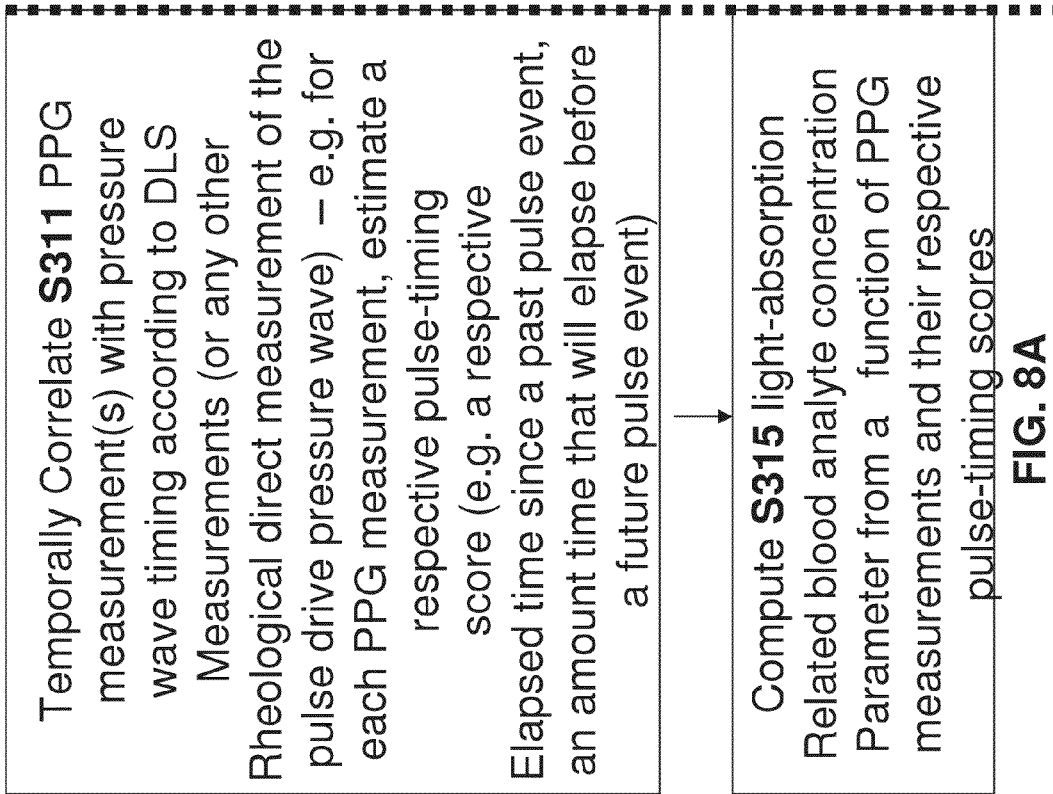 Temporally Correlate S311 PPG
measurement(s) with pressure
wave timing according to DLS
Measurements (or any other
Rheological direct measurement of the
pulse drive pressure wave) – e.g. for
each PPG measurement, estimate a
respective pulse-timing
score (e.g. a respective
Elapsed time since a past pulse event,
an amount time that will elapse before
a future pulse event)
Compute S315 light-absorption
Related blood analyte concentration
Parameter from a function of PPG
measurements and their respective
pulse-timing scores
FIG. 8A